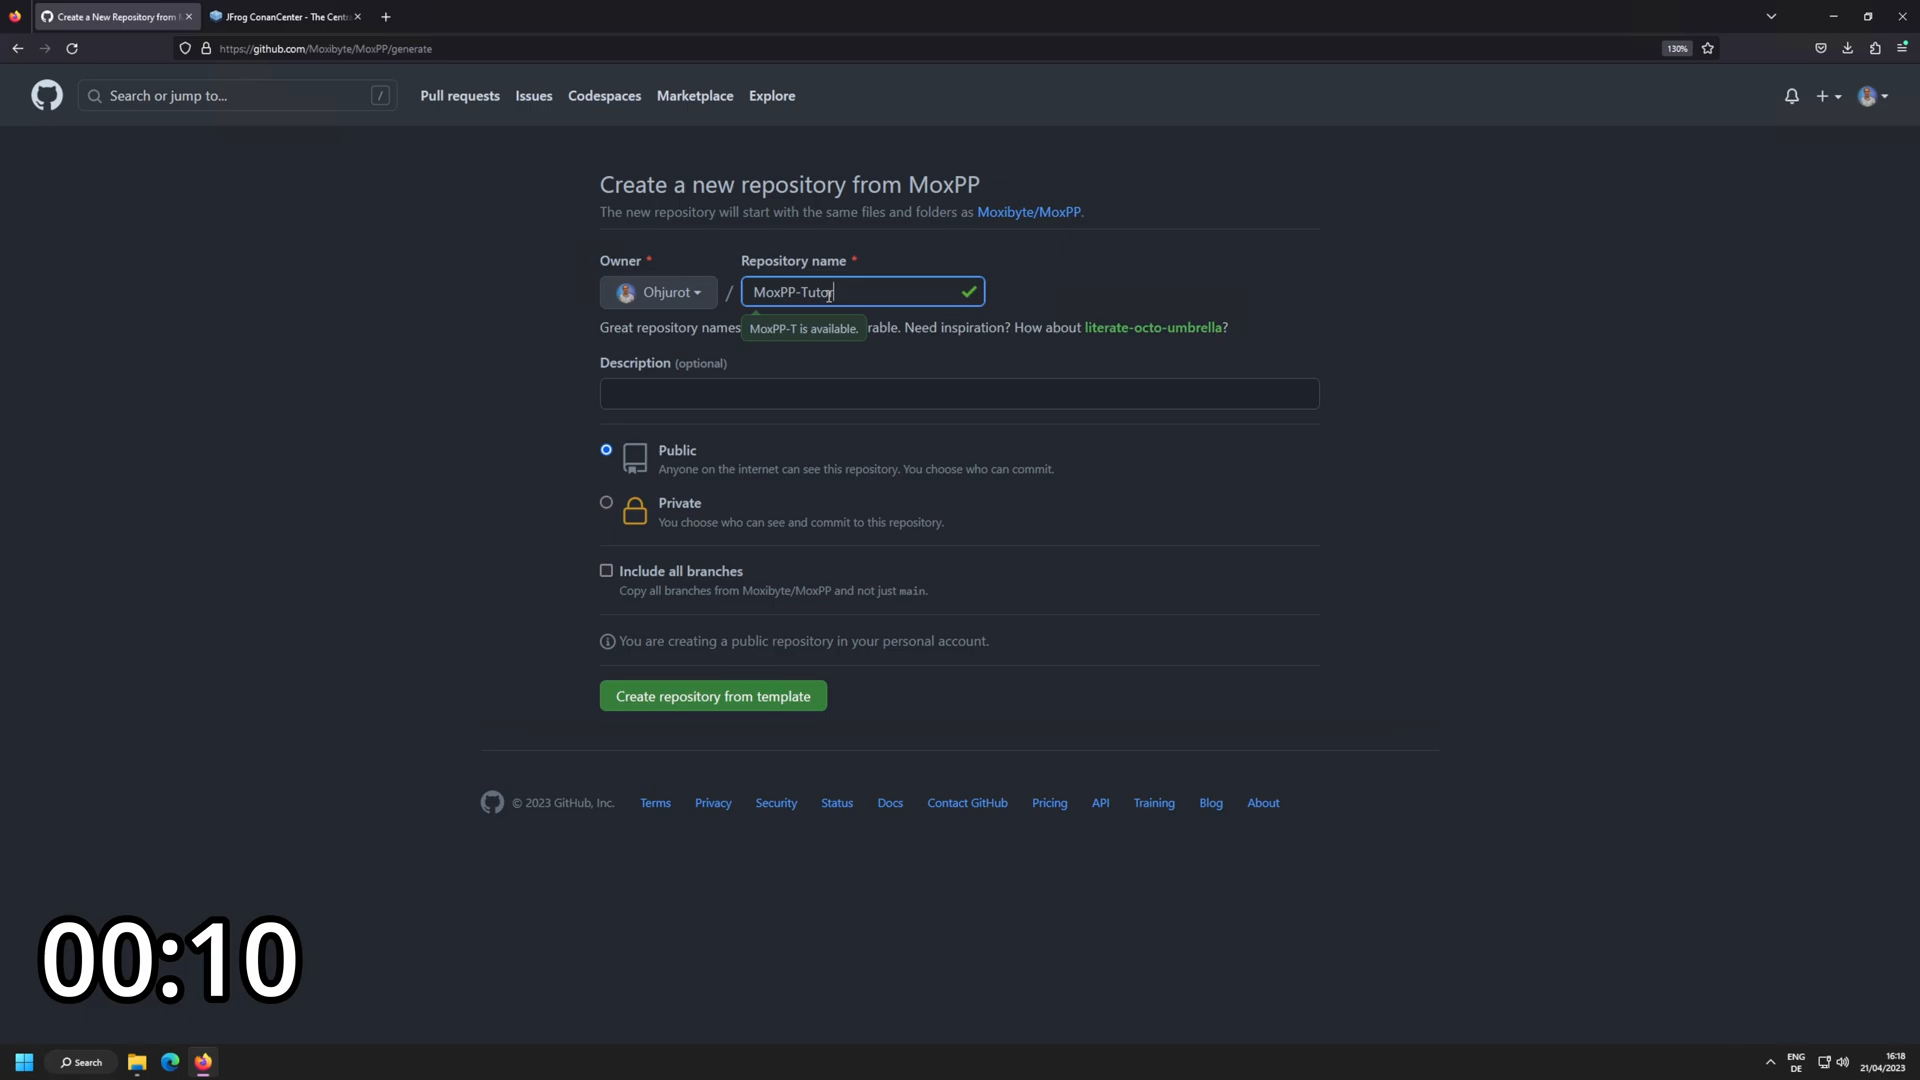 Create a New Repository from M
JFrog ConanCenter - The Centra
https://github.com/Moxibyte/MoxPP/generate
130%
Search or jump to...
/
Pull requests
Issues
Codespaces
Marketplace
Explore
Create a new repository from MoxPP
The new repository will start with the same files and folders as Moxibyte/MoxPP.
Owner *
Repository name *
Ohjurot
/
MoxPP-Tutor
Great repository names
MoxPP-T is available.
rable. Need inspiration? How about literate-octo-umbrella?
Description (optional)
Public
Anyone on the internet can see this repository. You choose who can commit.
Private
You choose who can see and commit to this repository.
Include all branches
Copy all branches from Moxibyte/MoxPP and not just main.
You are creating a public repository in your personal account.
Create repository from template
© 2023 GitHub, Inc.
Terms
Privacy
Security
Status
Docs
Contact GitHub
Pricing
API
Training
Blog
About
00:10
Search
ENG
DE
16:18
21/04/2023